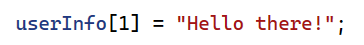 userInfo[1] = "Hello there!";